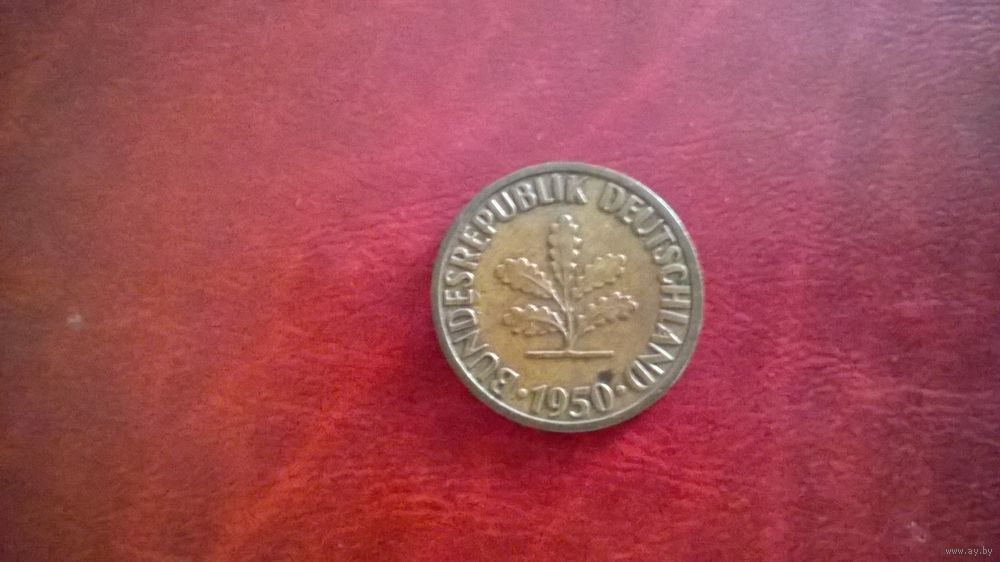 BUNDESREPUBLIK DEUTSCHLAND
· 1950 ·
www.ay.by